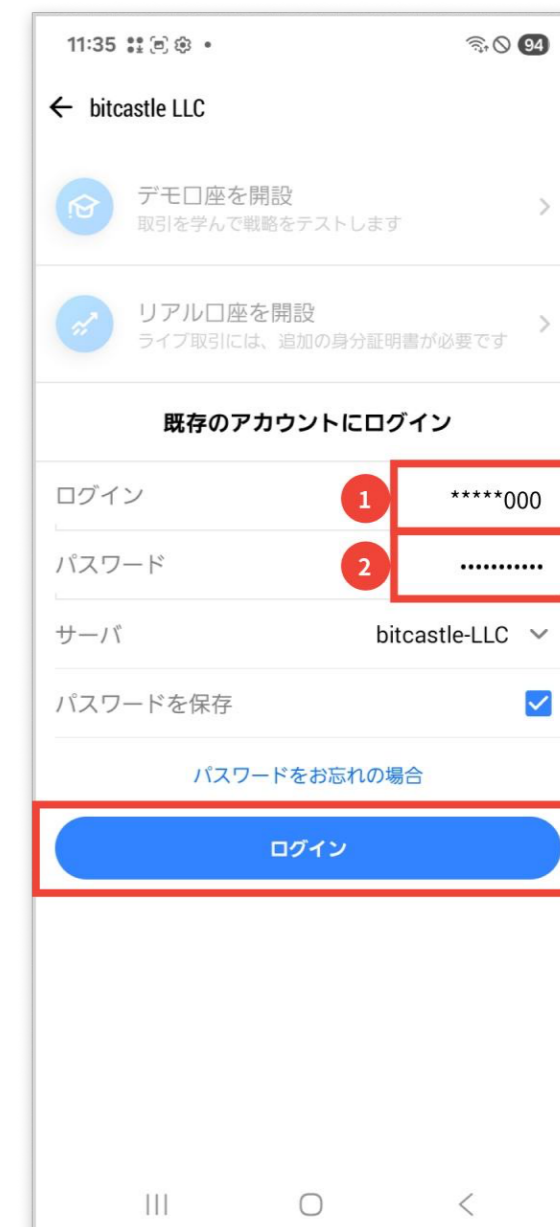 11:35
94
← bitcastle LLC
デモ口座を開設
取引を学んで戦略をテストします
リアル口座を開設
ライブ取引には、追加の身分証明書が必要です
既存のアカウントにログイン
ログイン 1 *****000
パスワード 2 •••••••••••
サーバ bitcastle-LLC
パスワードを保存
パスワードをお忘れの場合
ログイン